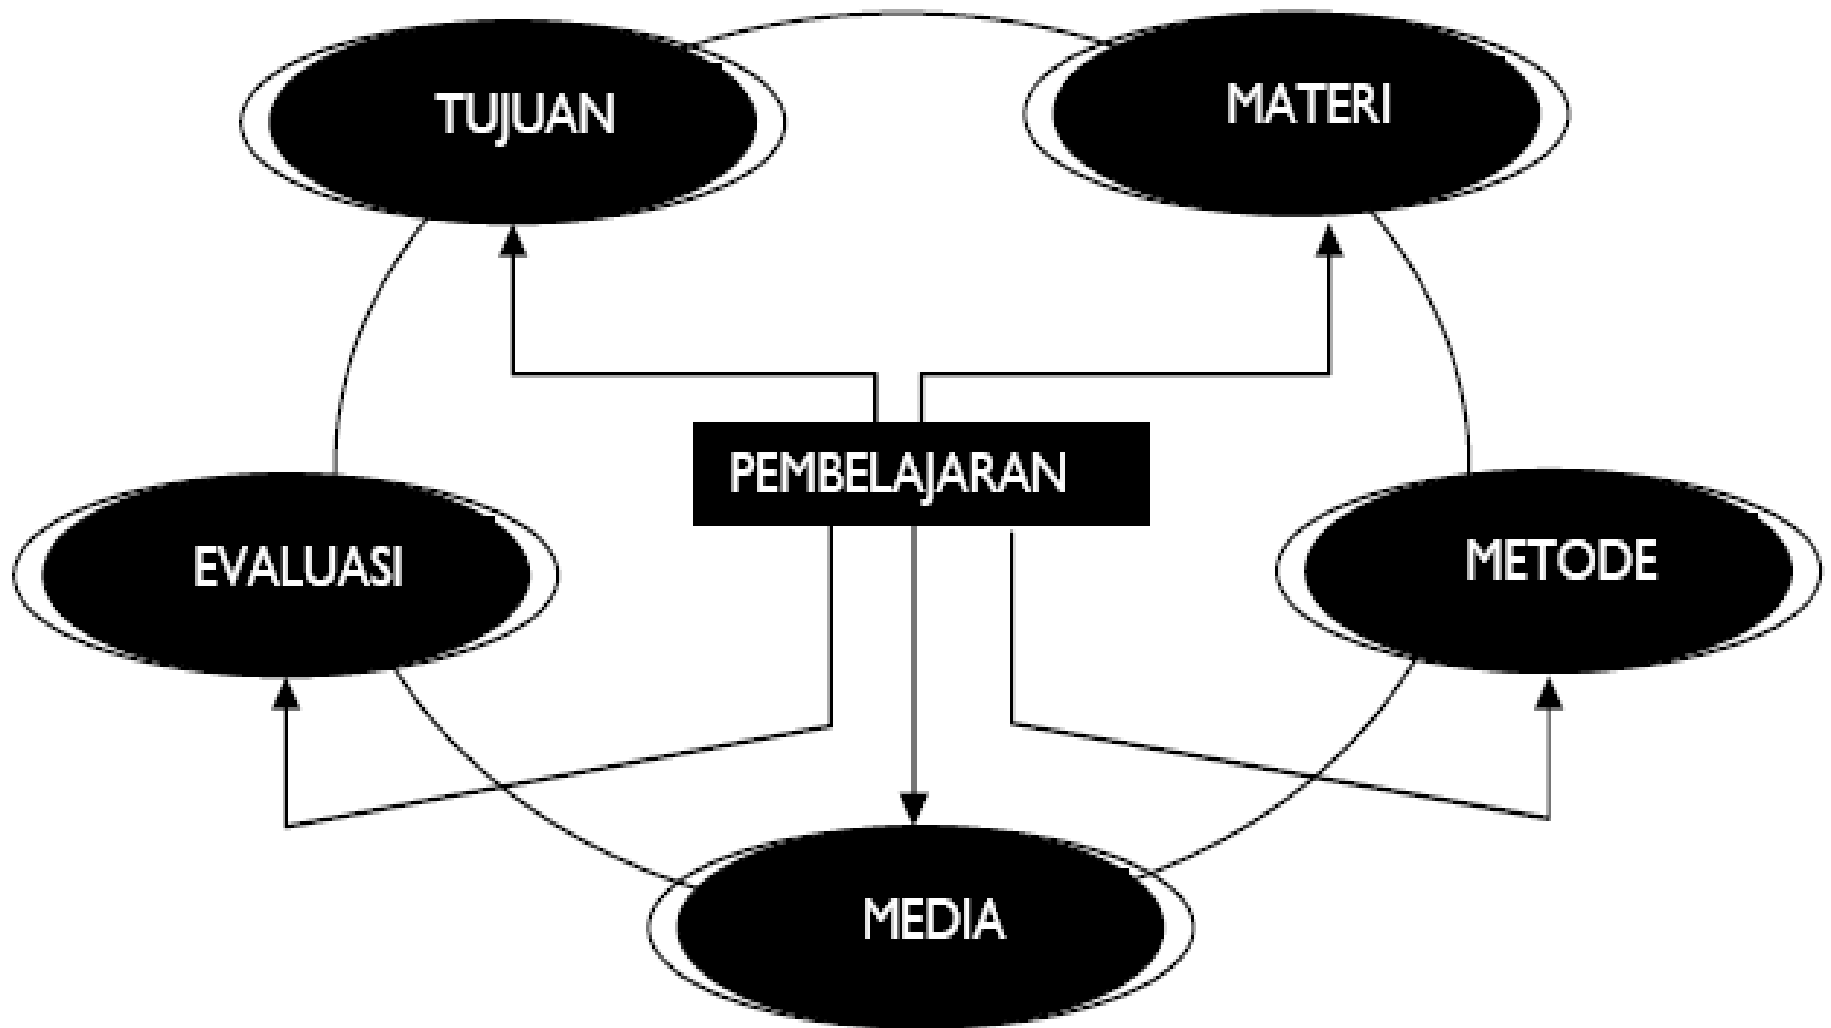 TUJUAN
MATERI
PEMBELAJARAN
EVALUASI
METODE
MEDIA